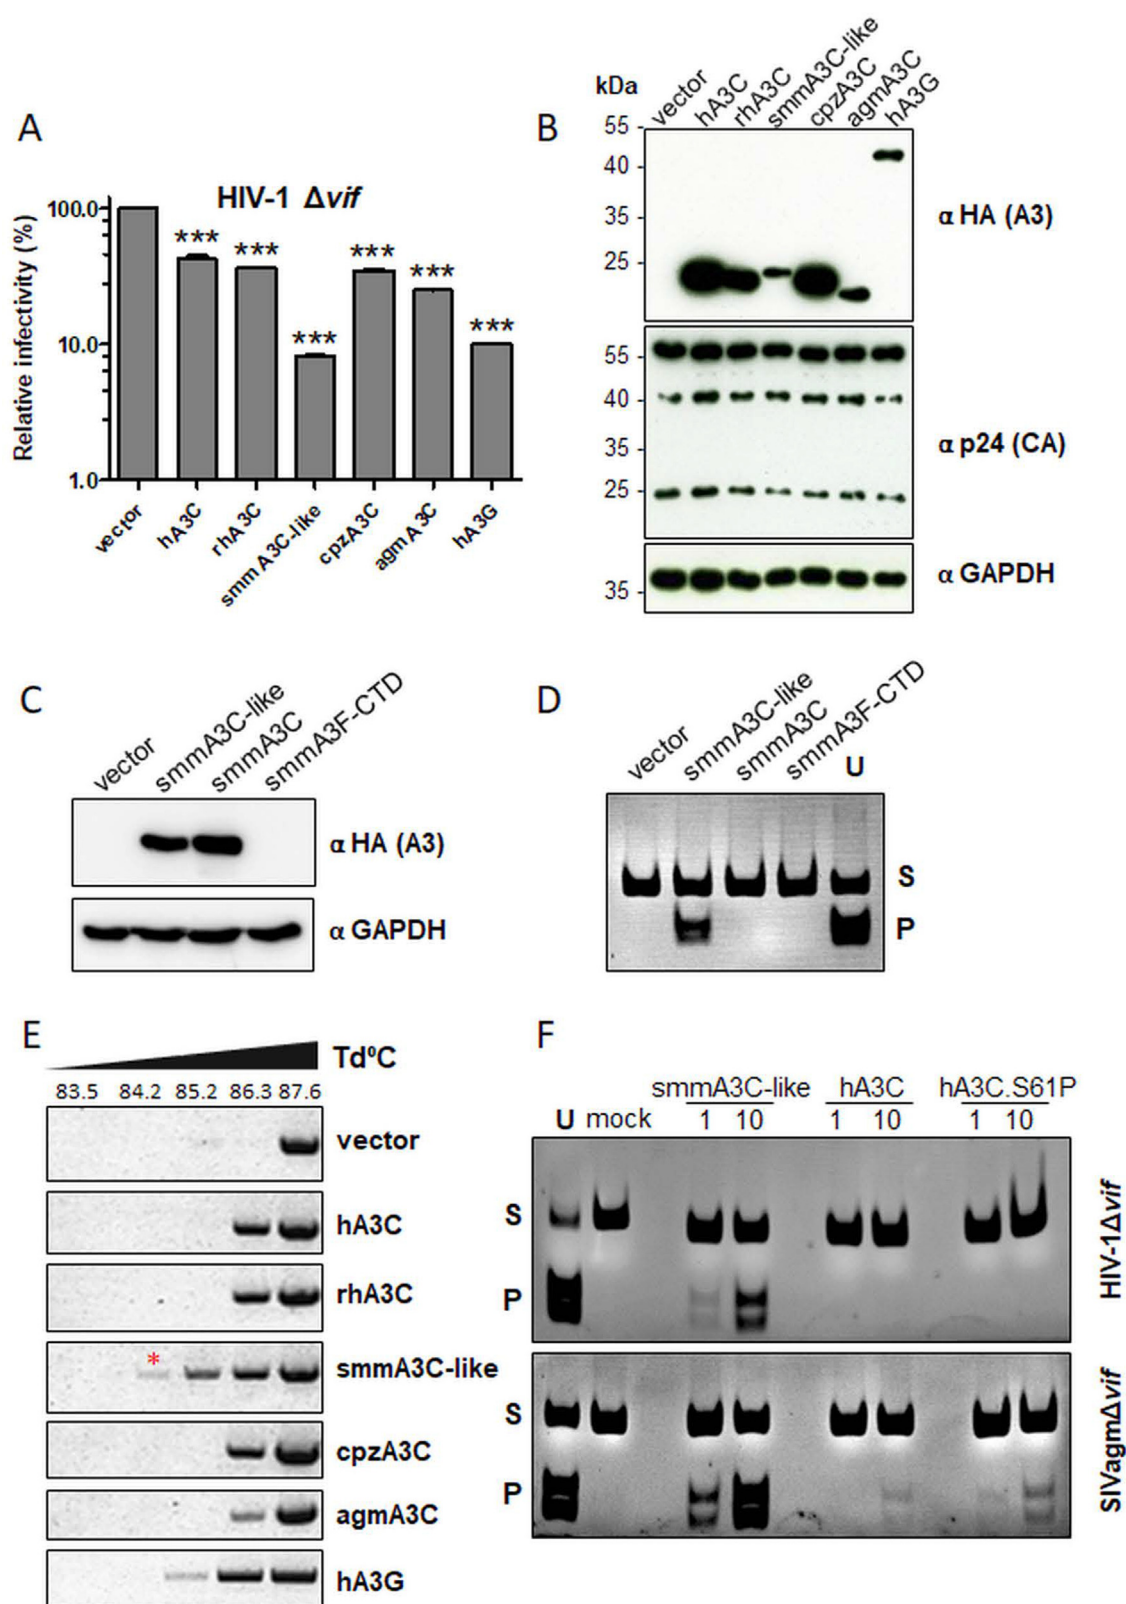 A
HIV-1 Δvif
Relative infectivity (%)
100.0
10.0
1.0
***
***
***
***
***
***
vector
hA3C
rhA3C
smmA3C-like
cpzA3C
agmA3C
hA3G
B
kDa
vector
hA3C
rhA3C
smmA3C-like
cpzA3C
agmA3C
hA3G
55
40
35
25
α HA (A3)
55
40
35
25
α p24 (CA)
35
α GAPDH
C
vector
smmA3C-like
smmA3C
smmA3F-CTD
α HA (A3)
α GAPDH
D
vector
smmA3C-like
smmA3C
smmA3F-CTD
U
S
P
E
Td⁰C
83.5 84.2 85.2 86.3 87.6
vector
hA3C
rhA3C
*
smmA3C-like
cpzA3C
agmA3C
hA3G
F
smmA3C-like hA3C hA3C.S61P
U mock 1 10 1 10 1 10
S
P
HIV-1Δvif
S
P
SIVagmΔvif